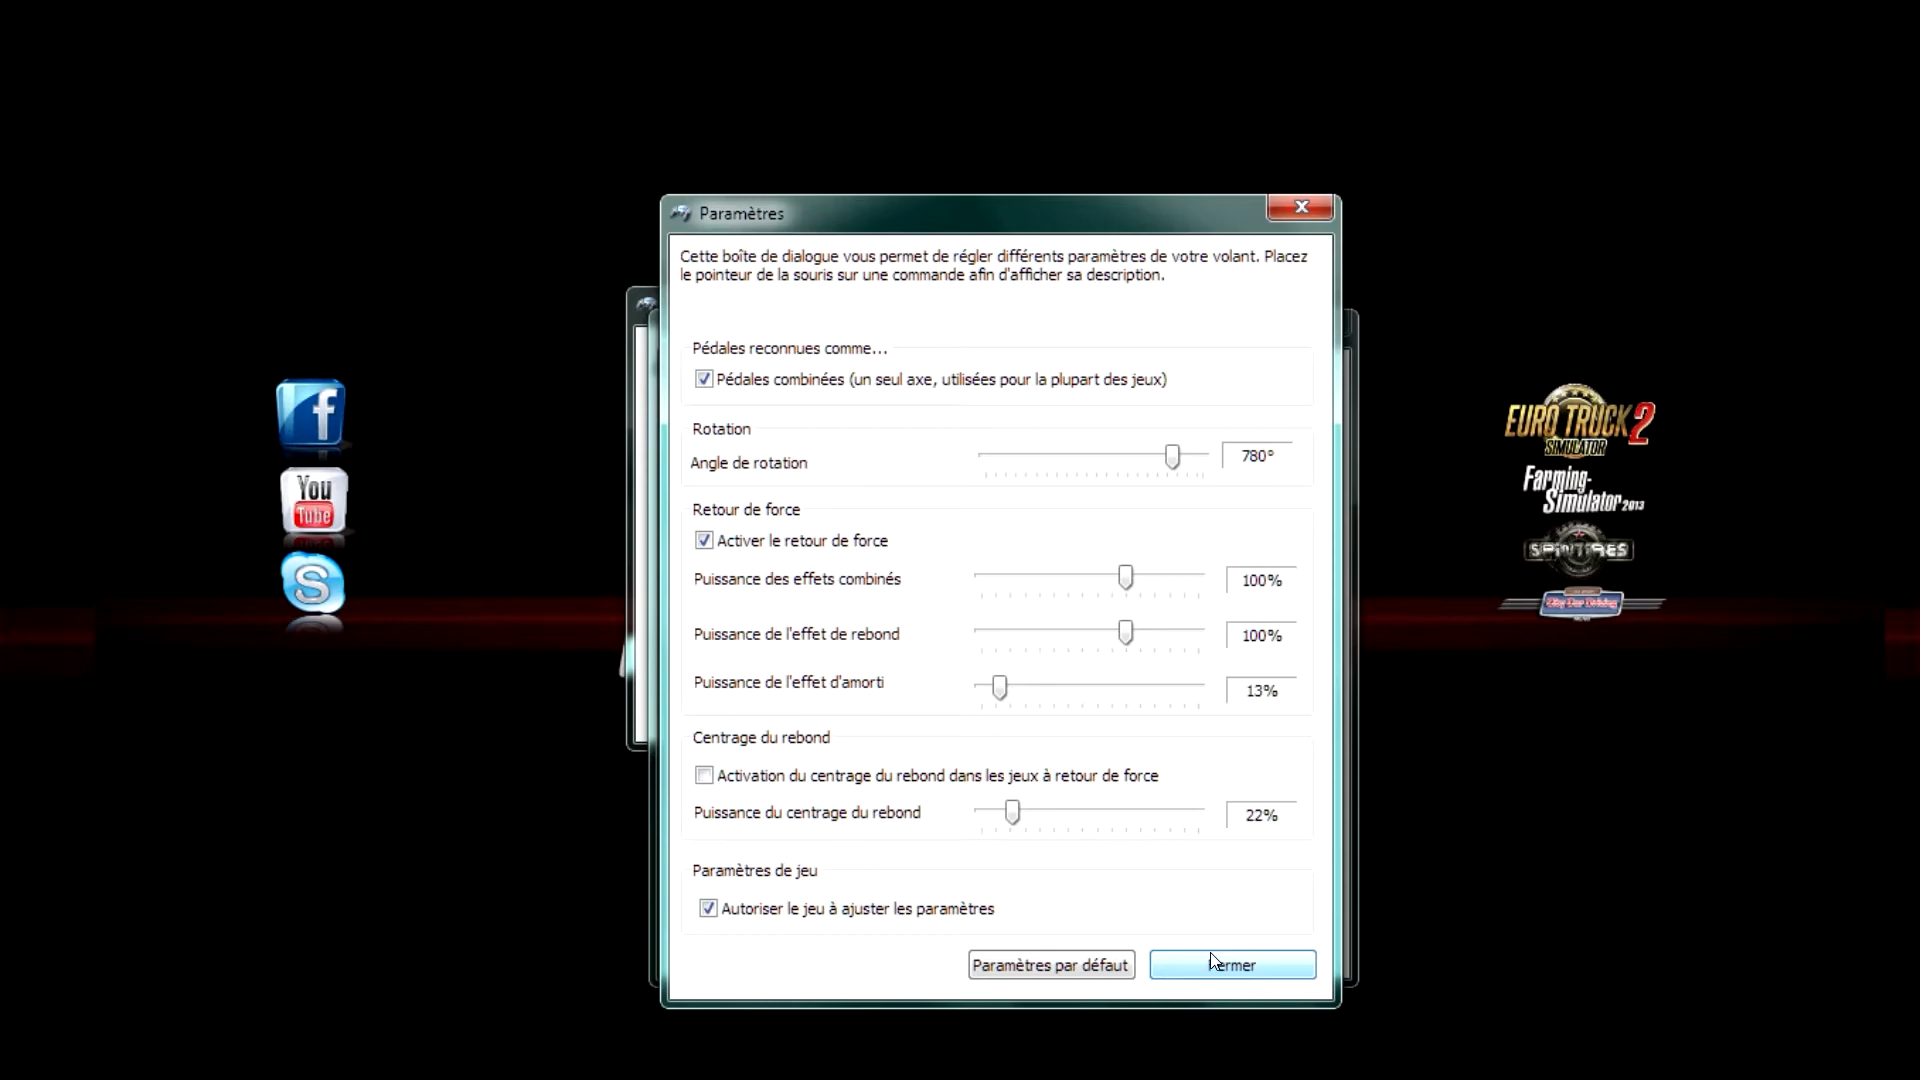 Paramètres
Cette boîte de dialogue vous permet de régler différents paramètres de votre volant. Placez
le pointeur de la souris sur une commande afin d'afficher sa description.
Pédales reconnues comme...
Pédales combinées (un seul axe, utilisées pour la plupart des jeux)
Rotation
Angle de rotation
780°
Retour de force
Activer le retour de force
Puissance des effets combinés
100%
Puissance de l'effet de rebond
100%
Puissance de l'effet d'amorti
13%
Centrage du rebond
Activation du centrage du rebond dans les jeux à retour de force
Puissance du centrage du rebond
22%
Paramètres de jeu
Autoriser le jeu à ajuster les paramètres
Paramètres par défaut
Fermer
f
You
Tube
S
EURO TRUCK 2
SIMULATOR
Farming-
Simulator 2013
SPINTIRES
City Car Driving